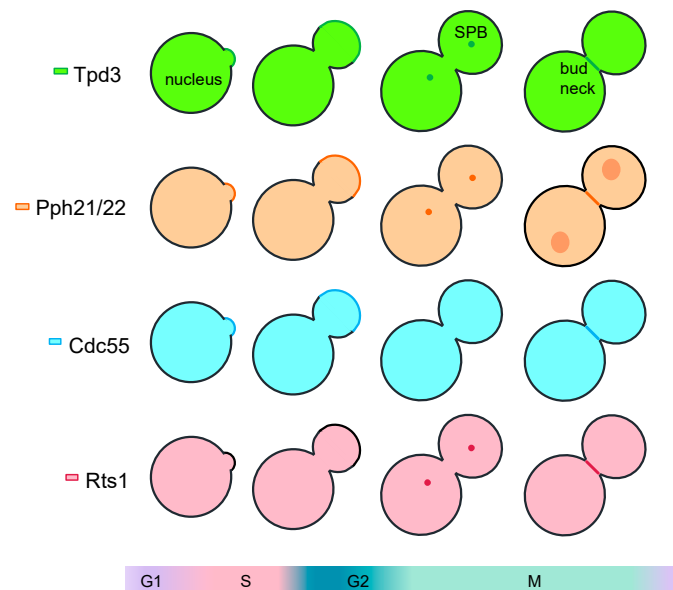 SPB
Tpd3
nucleus
bud
neck
Pph21/22
Cdc55
Rts1
G1 S G2 M